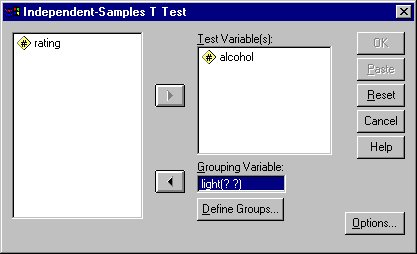 Independent-Samples T Test
rating
Test Variable(s):
alcohol
Grouping Variable:
light(? ?)
Define Groups...
OK
Paste
Reset
Cancel
Help
Options...